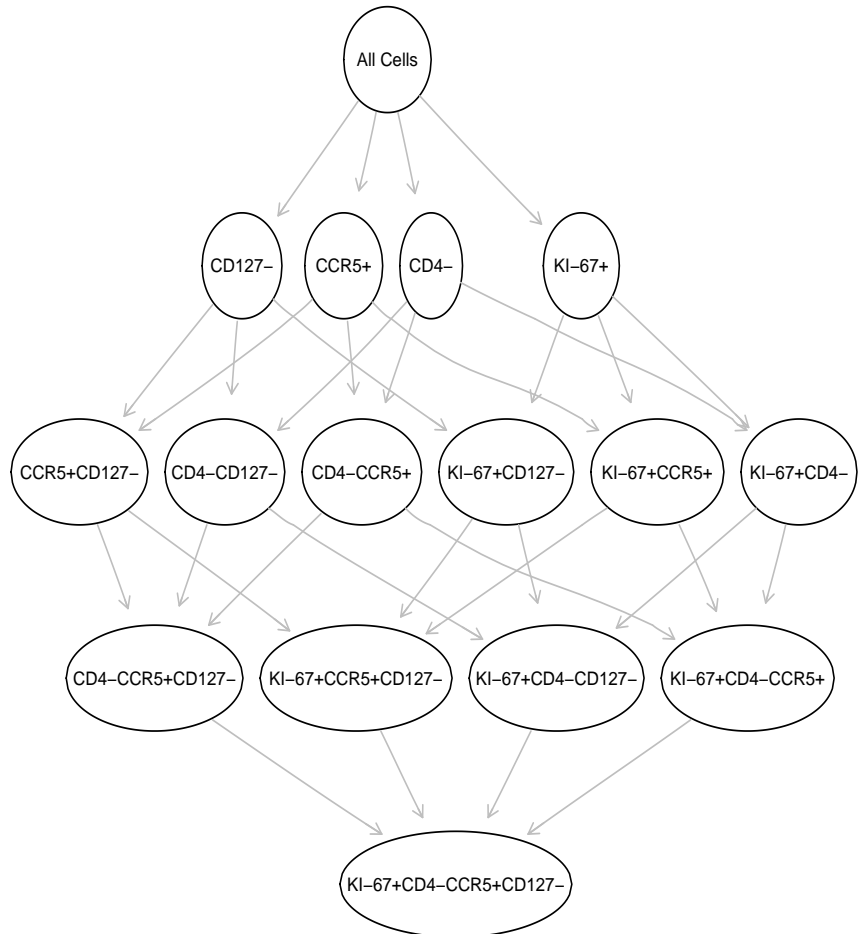 All Cells
CD127−
CCR5+
CD4−
KI−67+
CCR5+CD127−
CD4−CD127−
CD4−CCR5+
KI−67+CD127−
KI−67+CCR5+
KI−67+CD4−
CD4−CCR5+CD127−
KI−67+CCR5+CD127−
KI−67+CD4−CD127−
KI−67+CD4−CCR5+
KI−67+CD4−CCR5+CD127−